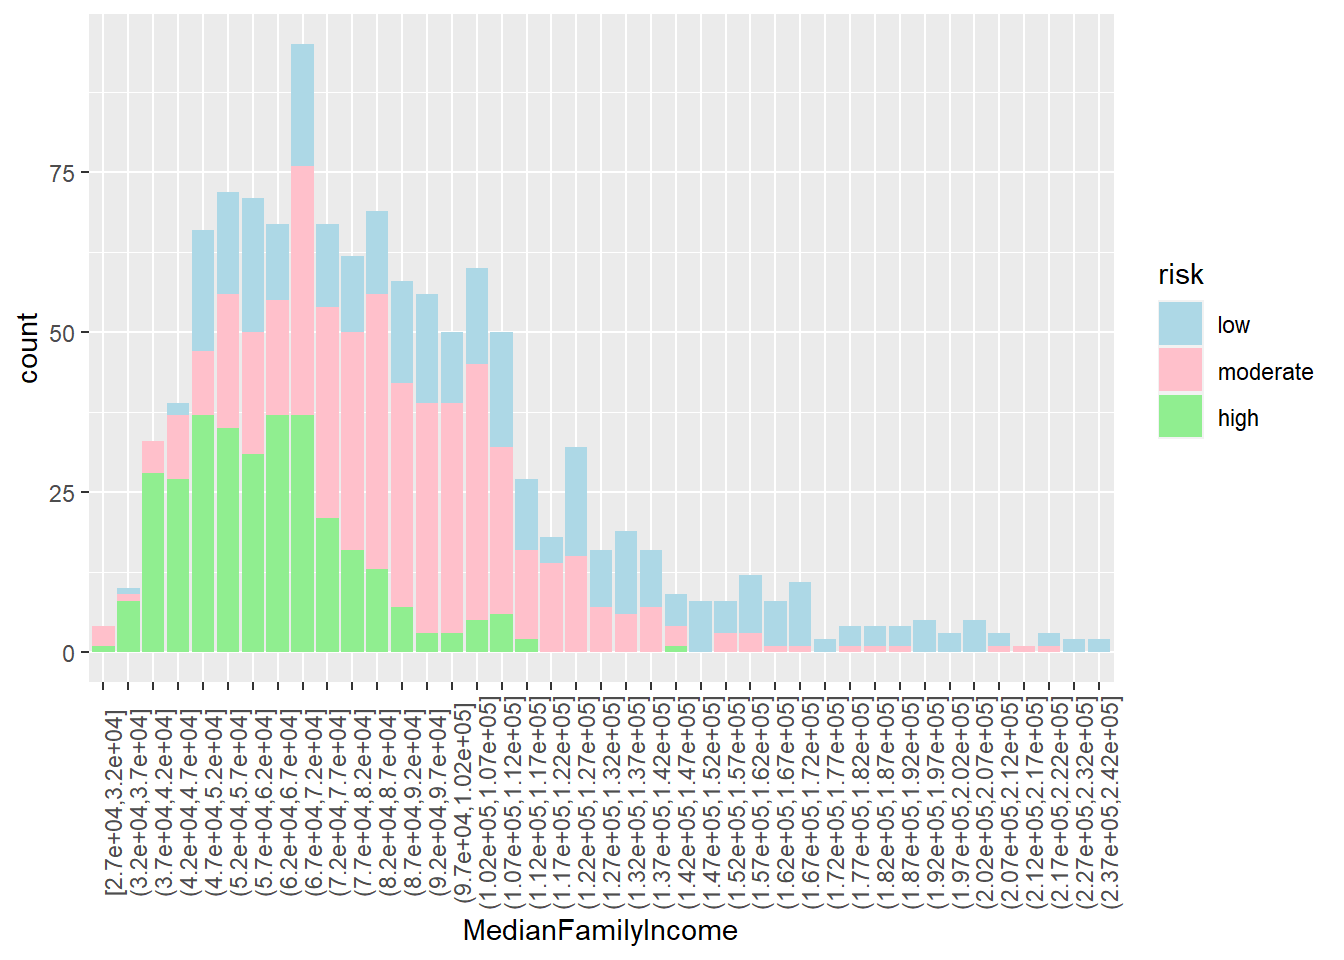 count
75
50
25
0
[2.7e+04,3.2e+04]
(3.2e+04,3.7e+04]
(3.7e+04,4.2e+04]
(4.2e+04,4.7e+04]
(4.7e+04,5.2e+04]
(5.2e+04,5.7e+04]
(5.7e+04,6.2e+04]
(6.2e+04,6.7e+04]
(6.7e+04,7.2e+04]
(7.2e+04,7.7e+04]
(7.7e+04,8.2e+04]
(8.2e+04,8.7e+04]
(8.7e+04,9.2e+04]
(9.2e+04,9.7e+04]
(9.7e+04,1.02e+05]
(1.02e+05,1.07e+05]
(1.07e+05,1.12e+05]
(1.12e+05,1.17e+05]
(1.17e+05,1.22e+05]
(1.22e+05,1.27e+05]
(1.27e+05,1.32e+05]
(1.32e+05,1.37e+05]
(1.37e+05,1.42e+05]
(1.42e+05,1.47e+05]
(1.47e+05,1.52e+05]
(1.52e+05,1.57e+05]
(1.57e+05,1.62e+05]
(1.62e+05,1.67e+05]
(1.67e+05,1.72e+05]
(1.72e+05,1.77e+05]
(1.77e+05,1.82e+05]
(1.82e+05,1.87e+05]
(1.87e+05,1.92e+05]
(1.92e+05,1.97e+05]
(1.97e+05,2.02e+05]
(2.02e+05,2.07e+05]
(2.07e+05,2.12e+05]
(2.12e+05,2.17e+05]
(2.17e+05,2.22e+05]
(2.27e+05,2.32e+05]
(2.37e+05,2.42e+05]
MedianFamilyIncome
risk
low
moderate
high